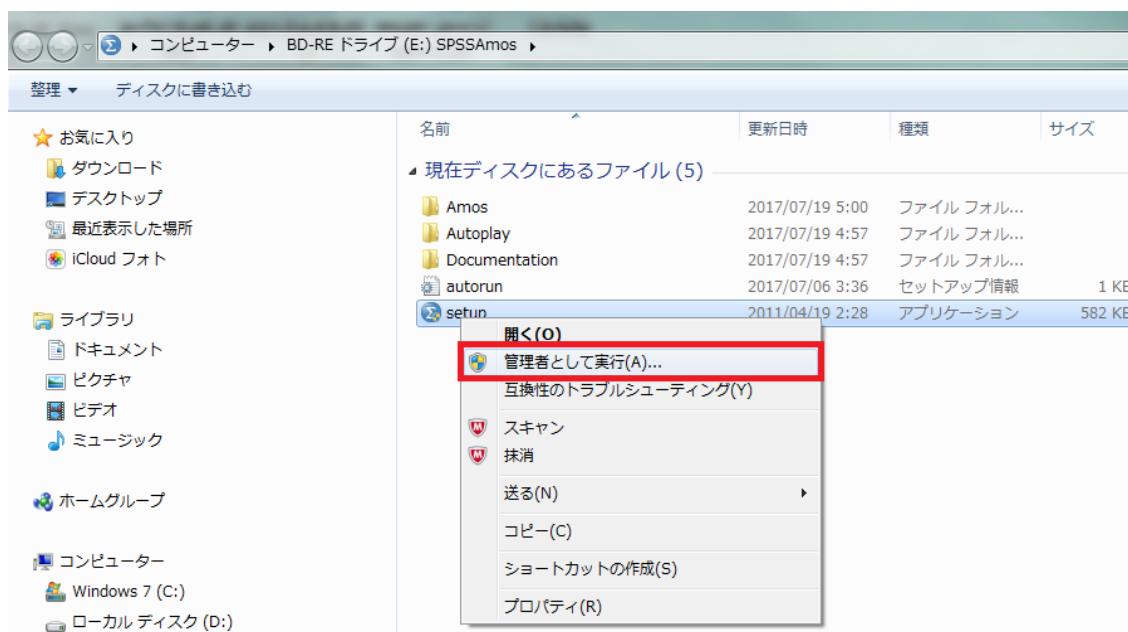 コンピューター ▸ BD-RE ドライブ (E:) SPSSAmos ▸
整理 ▼ ディスクに書き込む
お気に入り
ダウンロード
デスクトップ
最近表示した場所
iCloud フォト
ライブラリ
ドキュメント
ピクチャ
ビデオ
ミュージック
ホームグループ
コンピューター
Windows 7 (C:)
ローカル ディスク (D:)
名前 更新日時 種類 サイズ
現在ディスクにあるファイル (5)
Amos 2017/07/19 5:00 ファイル フォル...
Autoplay 2017/07/19 4:57 ファイル フォル...
Documentation 2017/07/19 4:57 ファイル フォル...
autorun 2017/07/06 3:36 セットアップ情報 1 KB
setup 2011/04/19 2:28 アプリケーション 582 KB
開く(O)
管理者として実行(A)...
互換性のトラブルシューティング(Y)
スキャン
抹消
送る(N)
コピー(C)
ショートカットの作成(S)
プロパティ(R)